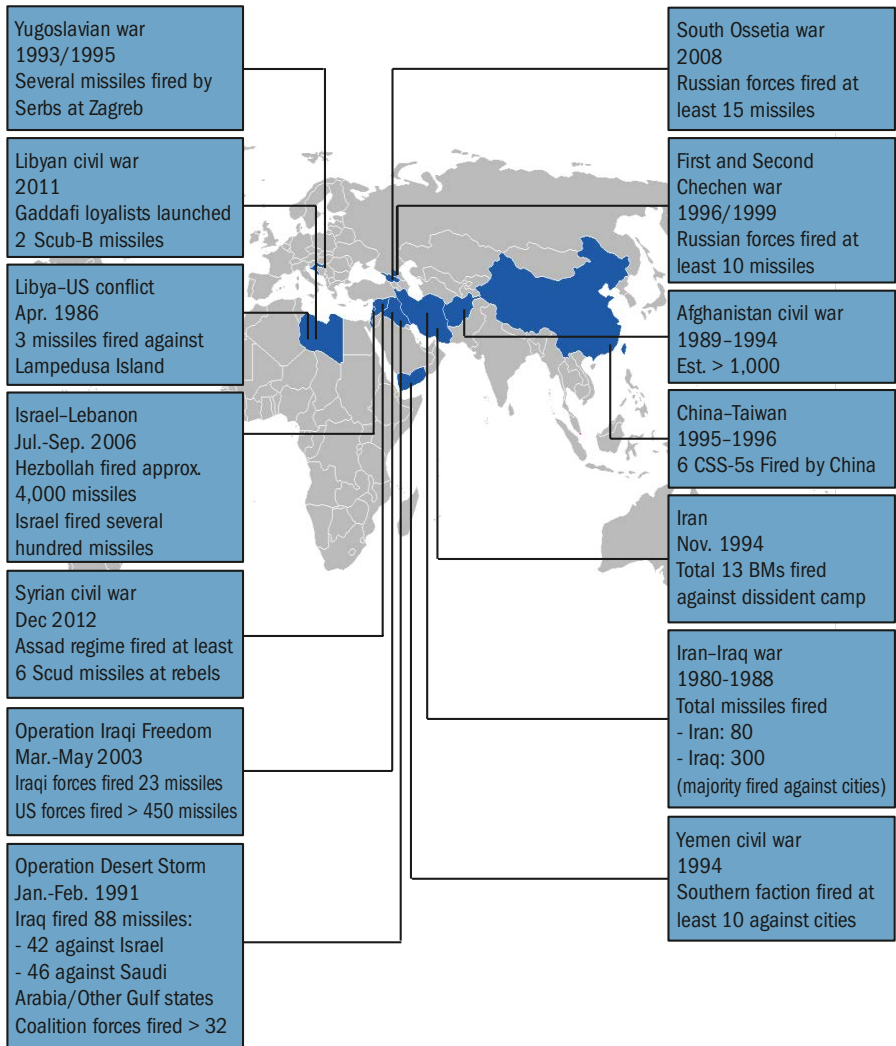 Yugoslavian war
1993/1995
Several missiles fired by
Serbs at Zagreb
Libyan civil war
2011
Gaddafi loyalists launched
2 Scub-B missiles
Libya–US conflict
Apr. 1986
3 missiles fired against
Lampedusa Island
Israel–Lebanon
Jul.-Sep. 2006
Hezbollah fired approx.
4,000 missiles
Israel fired several
hundred missiles
Syrian civil war
Dec 2012
Assad regime fired at least
6 Scud missiles at rebels
Operation Iraqi Freedom
Mar.-May 2003
Iraqi forces fired 23 missiles
US forces fired > 450 missiles
Operation Desert Storm
Jan.-Feb. 1991
Iraq fired 88 missiles:
- 42 against Israel
- 46 against Saudi
Arabia/Other Gulf states
Coalition forces fired > 32
South Ossetia war
2008
Russian forces fired at
least 15 missiles
First and Second
Chechen war
1996/1999
Russian forces fired at
least 10 missiles
Afghanistan civil war
1989–1994
Est. > 1,000
China–Taiwan
1995–1996
6 CSS-5s Fired by China
Iran
Nov. 1994
Total 13 BMs fired
against dissident camp
Iran–Iraq war
1980-1988
Total missiles fired
- Iran: 80
- Iraq: 300
(majority fired against cities)
Yemen civil war
1994
Southern faction fired at
least 10 against cities